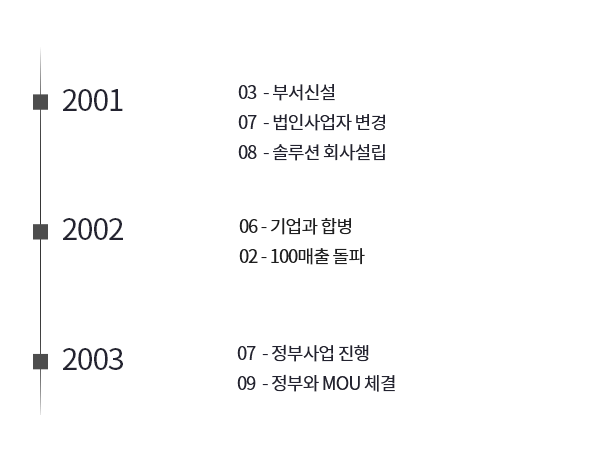 2001
03 - 부서신설
07 - 법인사업자 변경
08 - 솔루션 회사설립
2002
06 - 기업과 합병
02 - 100매출 돌파
2003
07 - 정부사업 진행
09 - 정부와 MOU 체결